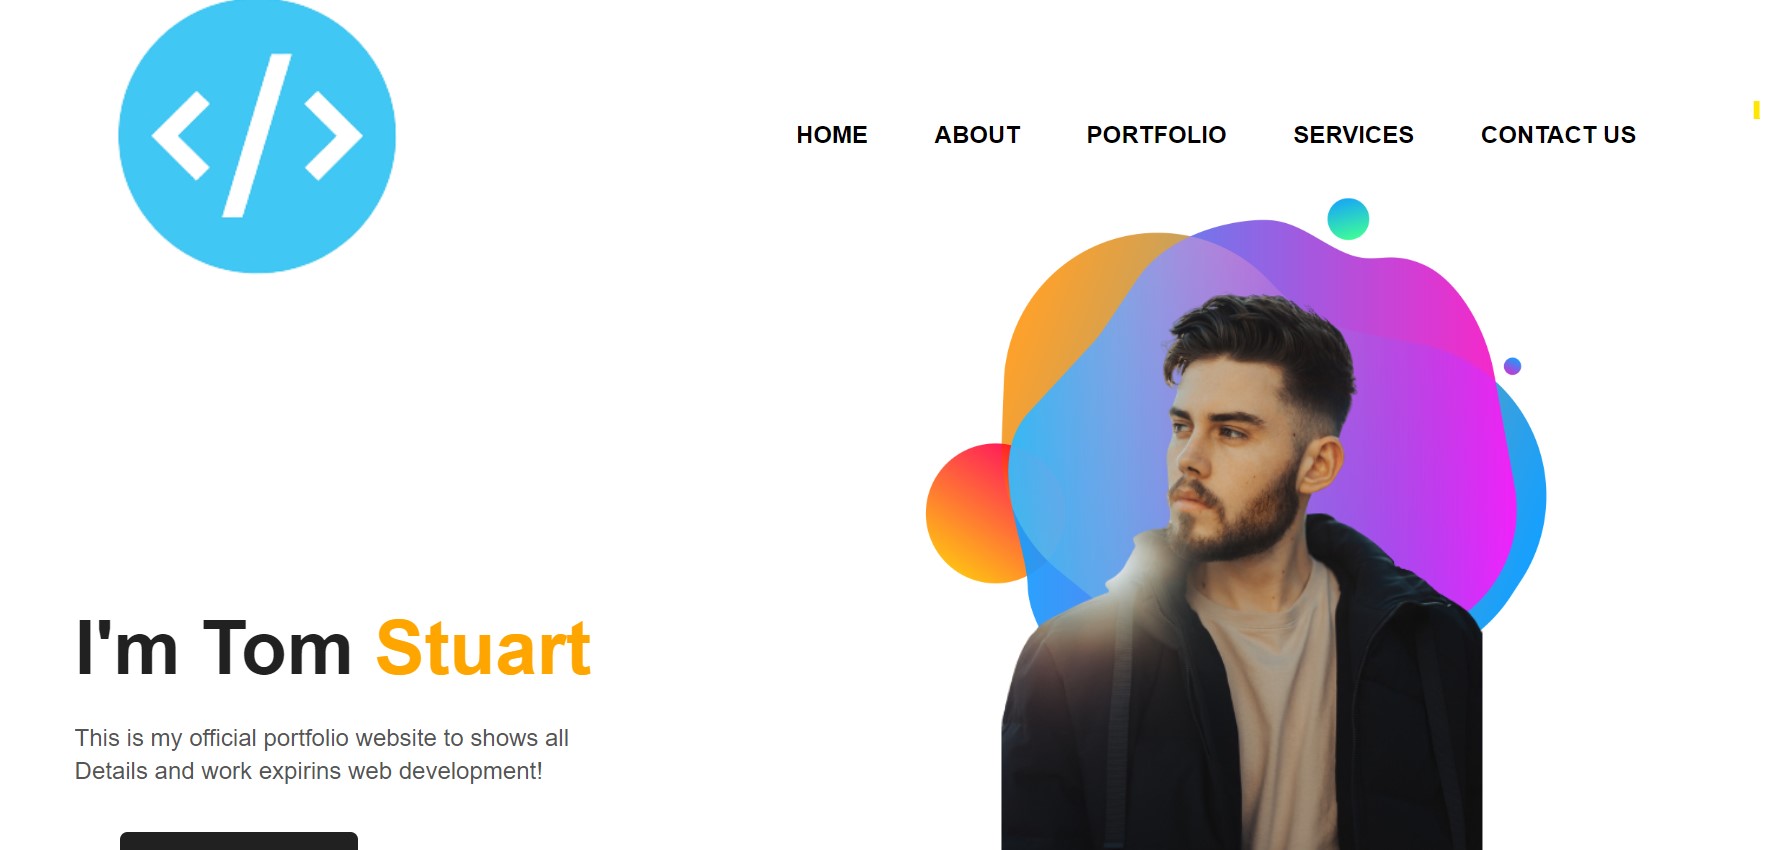 </>
HOME ABOUT PORTFOLIO SERVICES CONTACT US
I'm Tom Stuart
This is my official portfolio website to shows all
Details and work expirins web development!